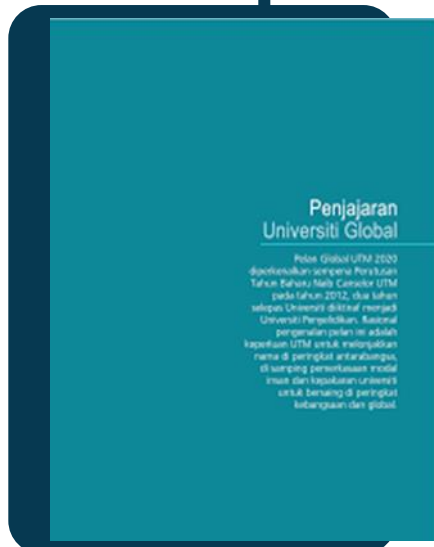 Penjajaran
Universiti Global
Pelan Global UTM 2020
diperkenalkan sempena Perutusan
Tahun Baharu Naib Canselor UTM
pada tahun 2012, dua tahun
selepas Universiti diiktiraf menjadi
Universiti Penyelidikan. Rasional
pengenalan pelan ini adalah
keperluan UTM untuk melonjakkan
nama di peringkat antarabangsa,
di samping pemerkasaan modal
insan dan kepakaran universiti
untuk bersaing di peringkat
kebangsaan dan global.